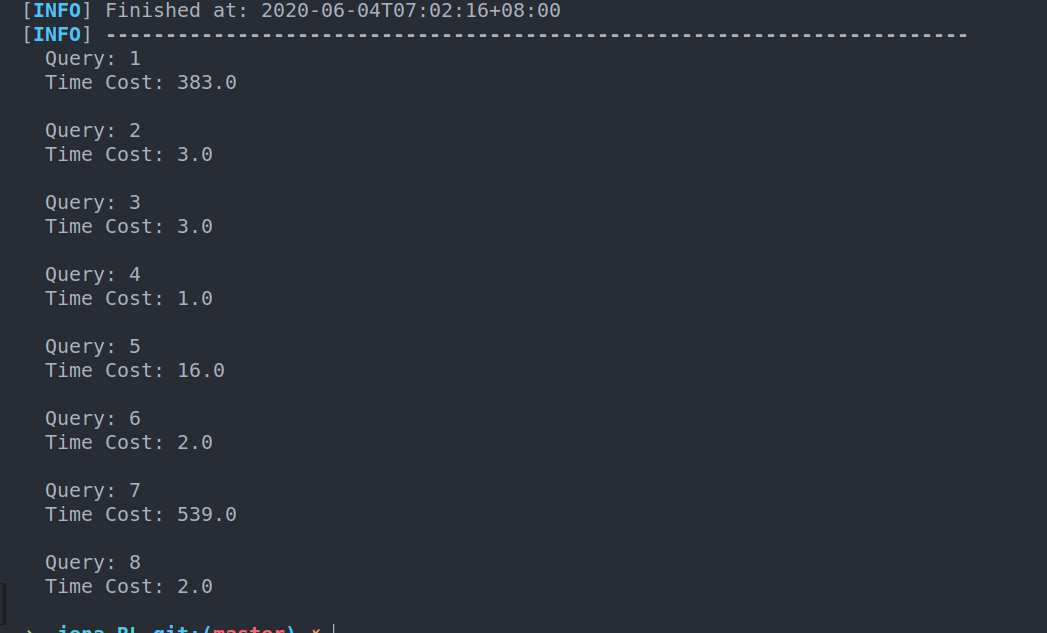 [INFO] Finished at: 2020-06-04T07:02:16+08:00
[INFO] ------------------------------------------------------------------------
Query: 1
Time Cost: 383.0
Query: 2
Time Cost: 3.0
Query: 3
Time Cost: 3.0
Query: 4
Time Cost: 1.0
Query: 5
Time Cost: 16.0
Query: 6
Time Cost: 2.0
Query: 7
Time Cost: 539.0
Query: 8
Time Cost: 2.0
git:(master) ✗